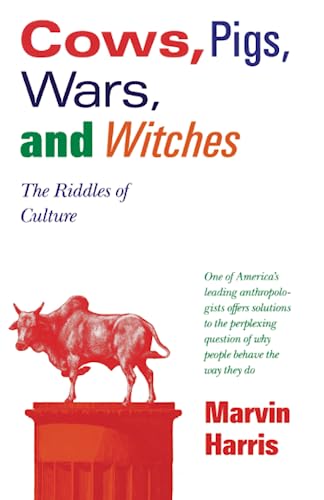 Cows, Pigs,
Wars,
and Witches
The Riddles of
Culture
One of America's
leading anthropolo-
gists offers solutions
to the perplexing
question of why
people behave the
way they do
Marvin
Harris